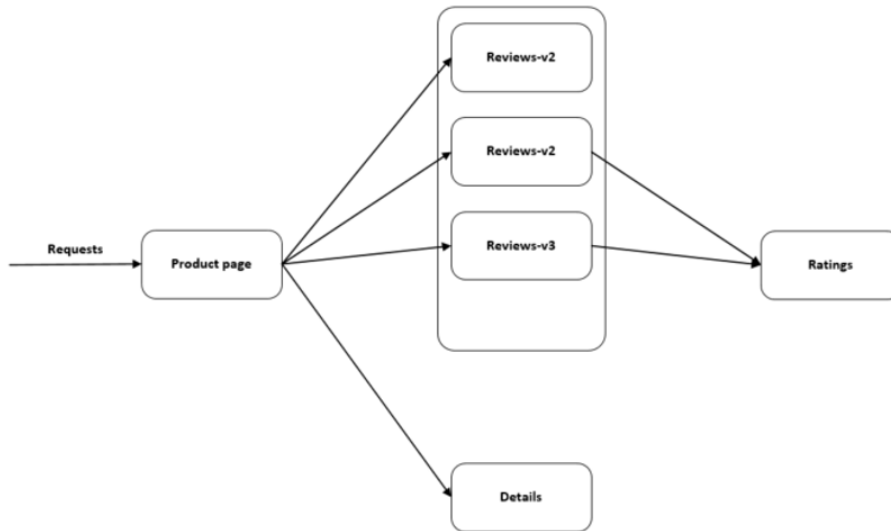 Reviews-v2
Reviews-v2
Requests
Product page
Reviews-v3
Ratings
Details